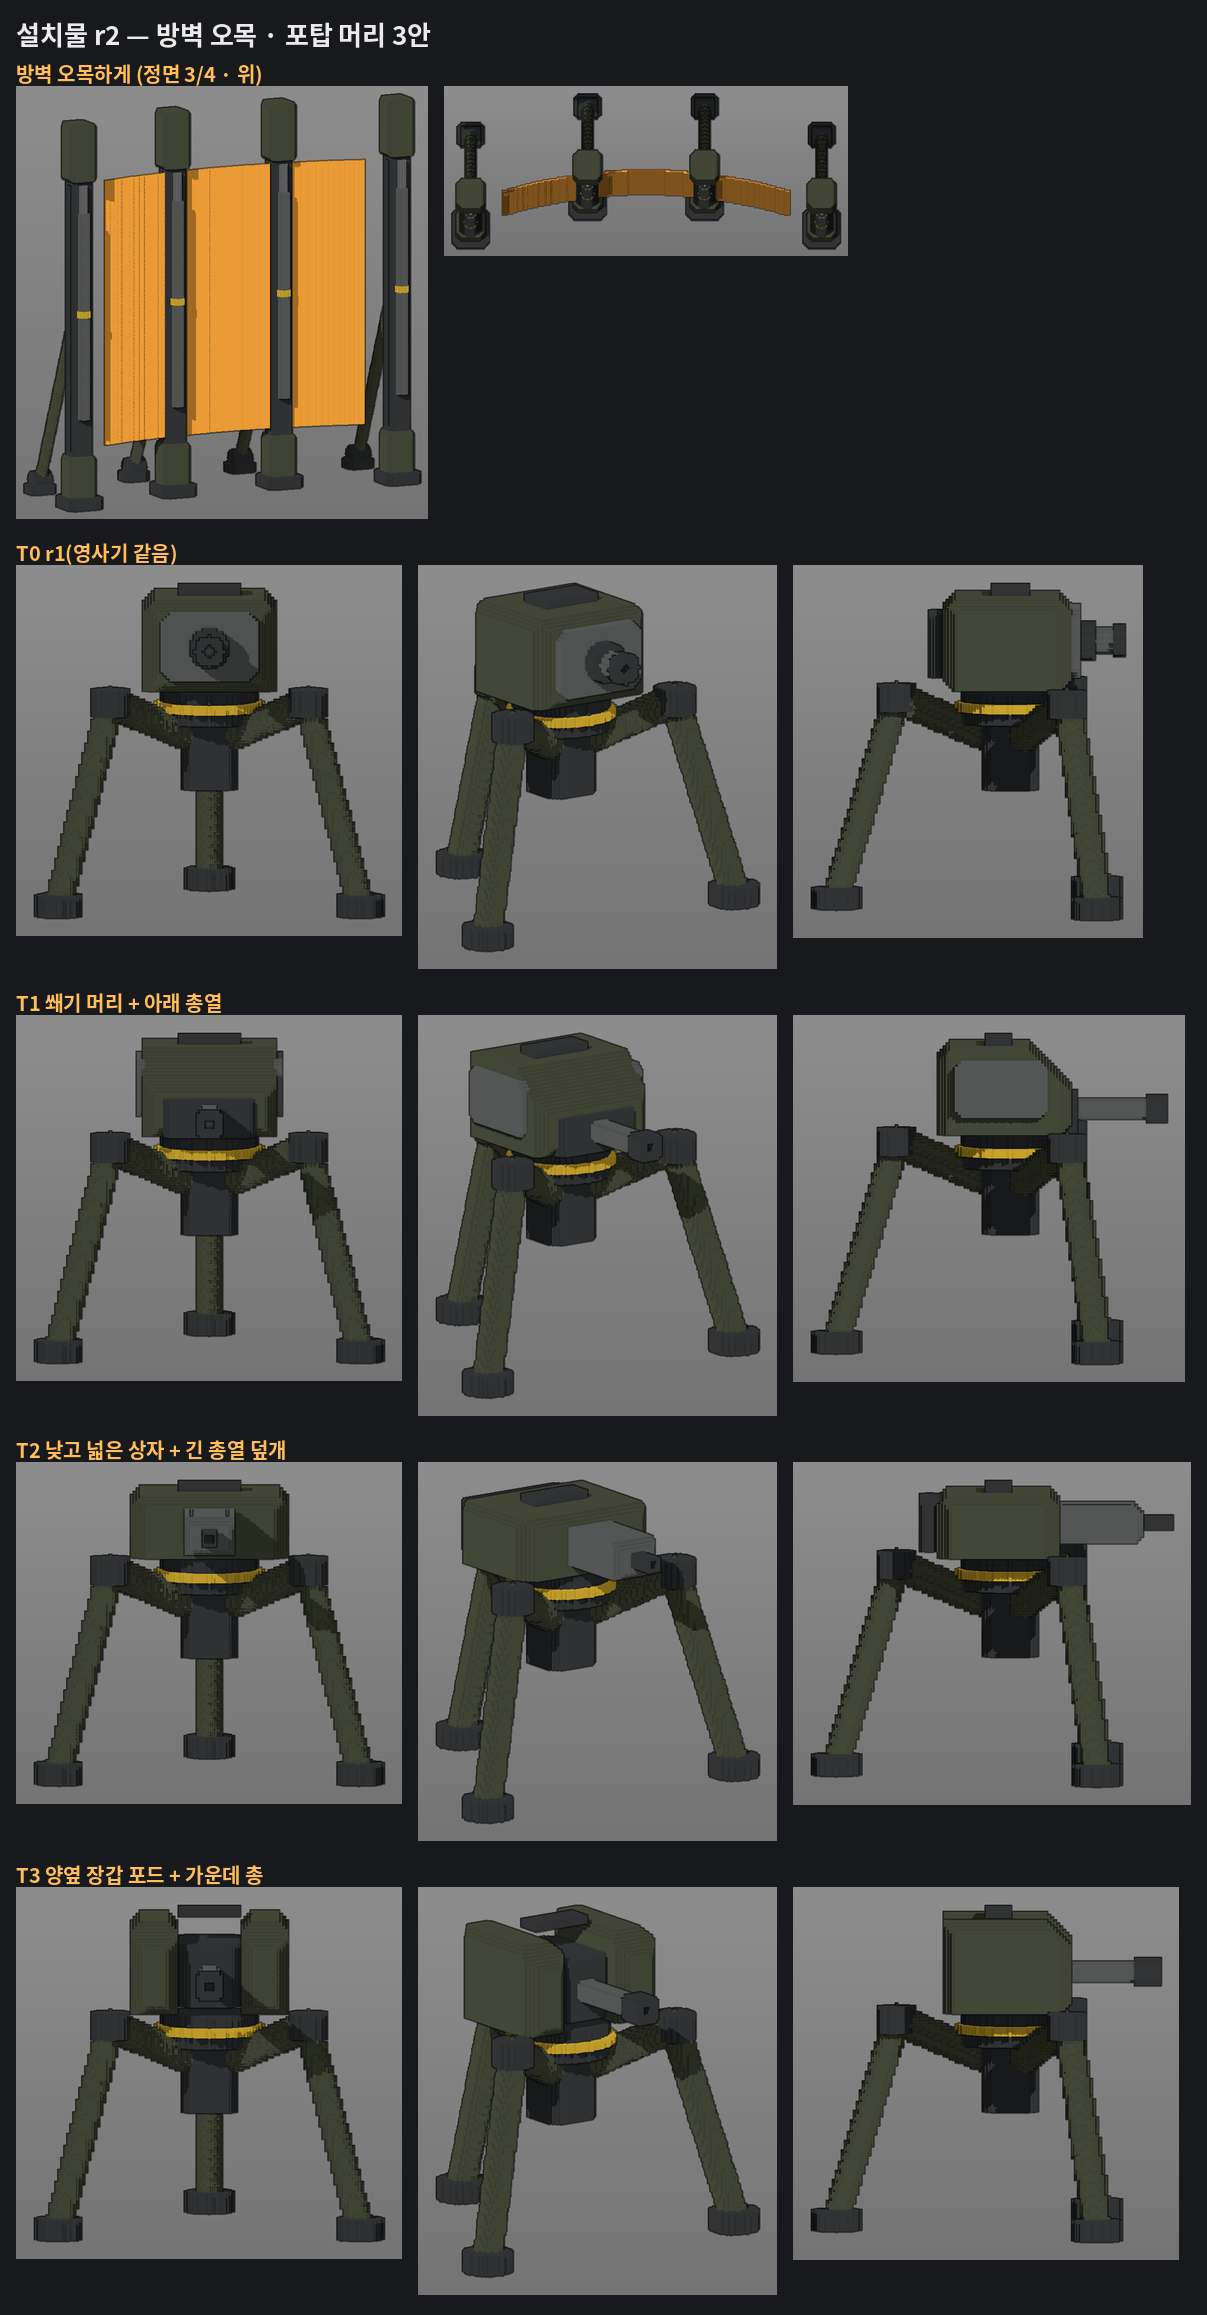 설치물 r2 — 방벽 오목 · 포탑 머리 3안
방벽 오목하게 (정면 3/4 · 위)
T0 r1(영사기 같음)
T1 쐐기 머리 + 아래 총열
T2 낮고 넓은 상자 + 긴 총열 덮개
T3 양옆 장갑 포드 + 가운데 총